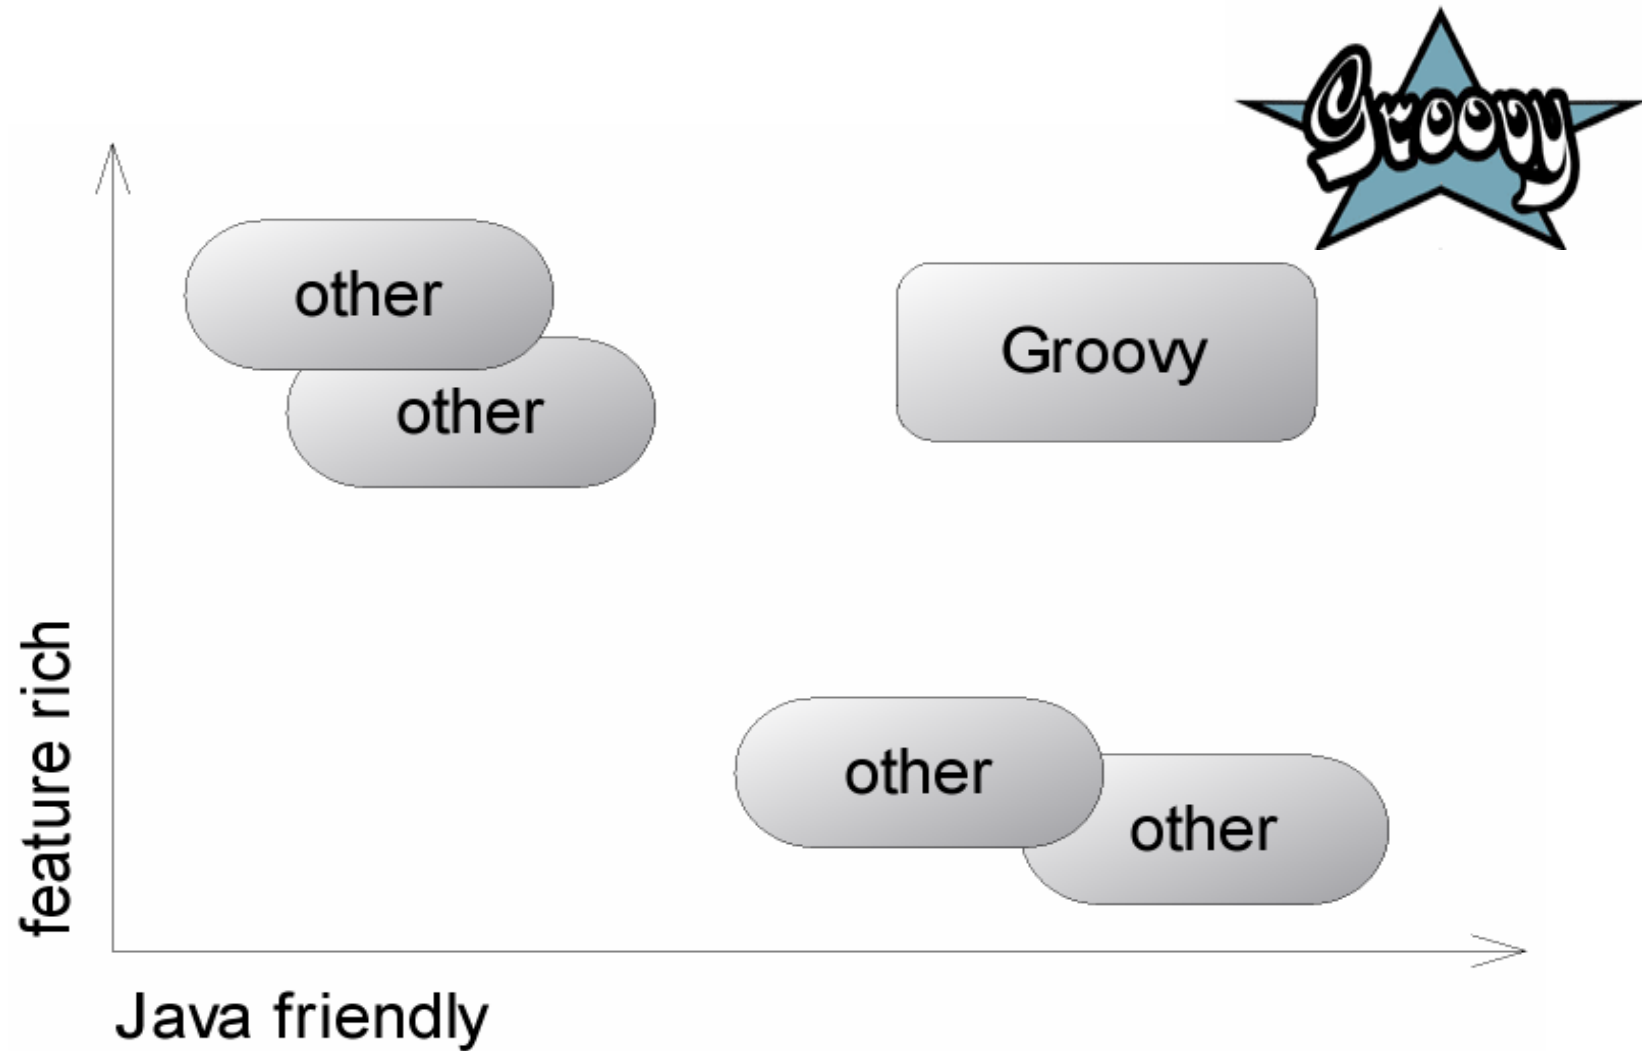 Groovy
other
Groovy
other
other
other
feature rich
Java friendly